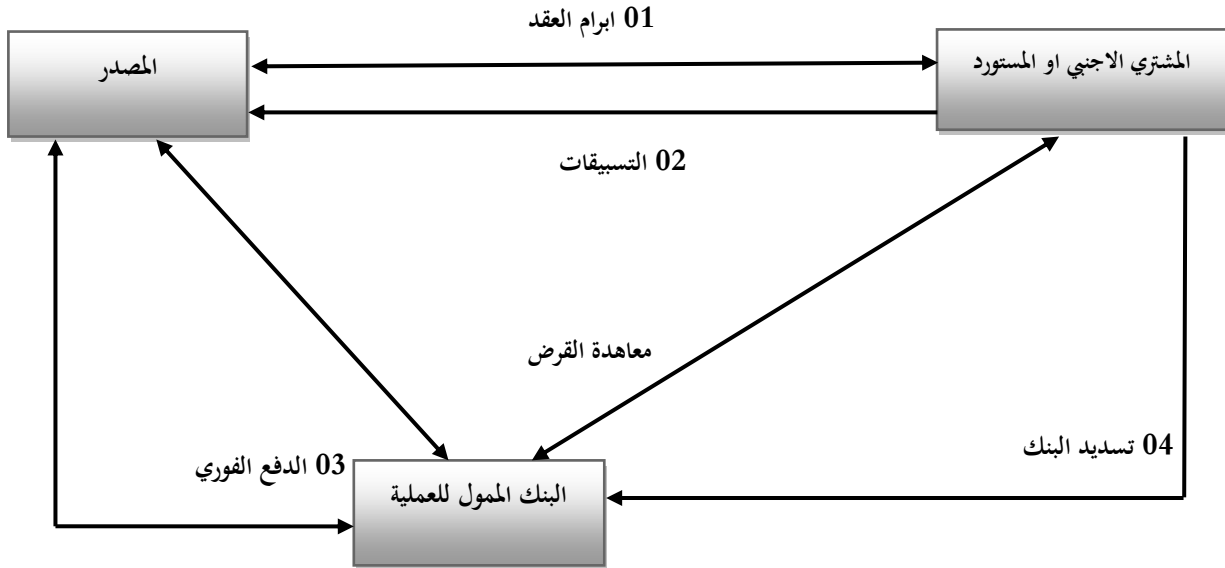 01 ابرام العقد
المشتري الاجنبي او المستورد
المصدر
02 التسبيقات
معاهدة القرض
04 تسديد البنك
03 الدفع الفوري
البنك الممول للعملية